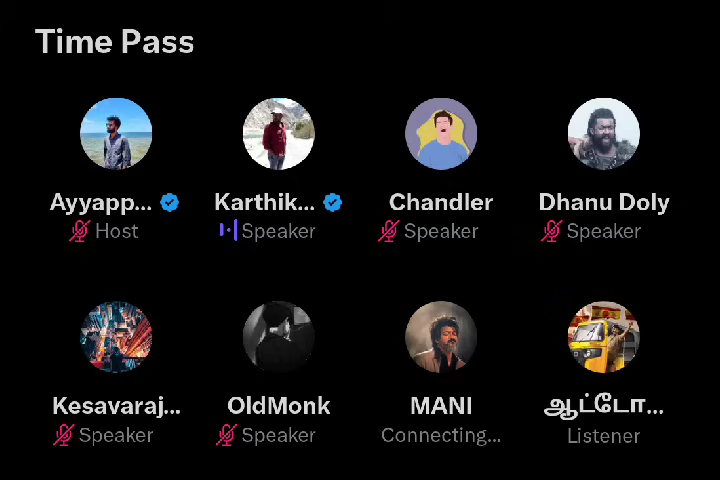 Time Pass
Ayyapp... Karthik... Chandler Dhanu Doly
Host Speaker Speaker Speaker
Kesavaraj... OldMonk MANI ஆட்டோ...
Speaker Speaker Connecting... Listener